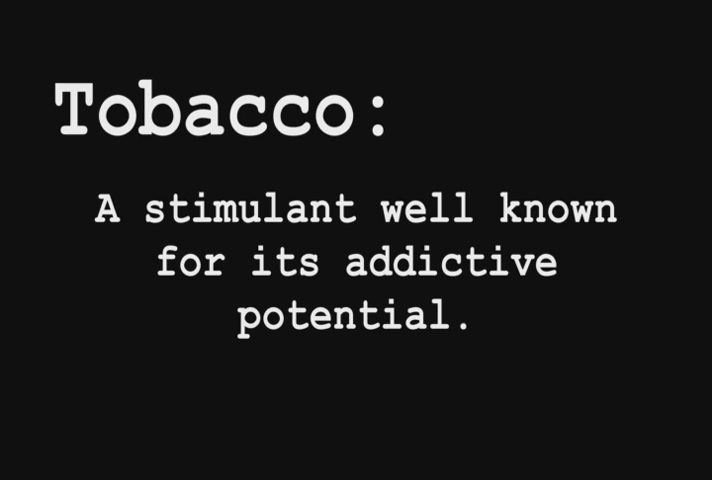 Tobacco:
A stimulant well known
for its addictive
potential.